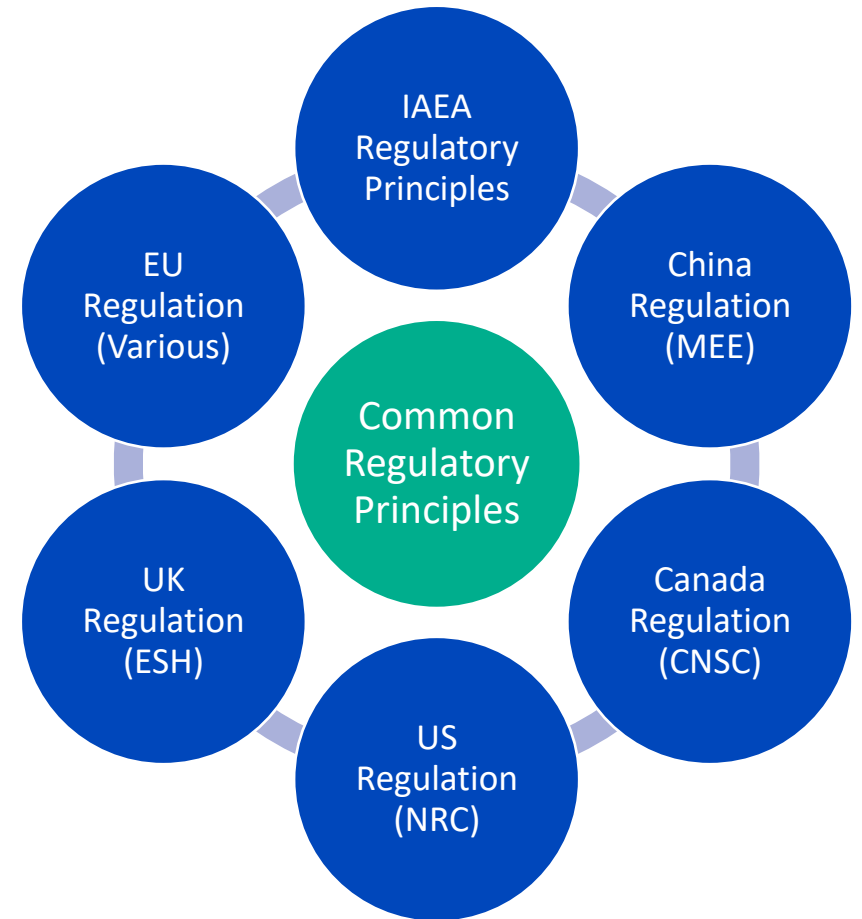 IAEA
Regulatory
Principles
EU
Regulation
(Various)
China
Regulation
(MEE)
Common
Regulatory
Principles
UK
Regulation
(ESH)
Canada
Regulation
(CNSC)
US
Regulation
(NRC)